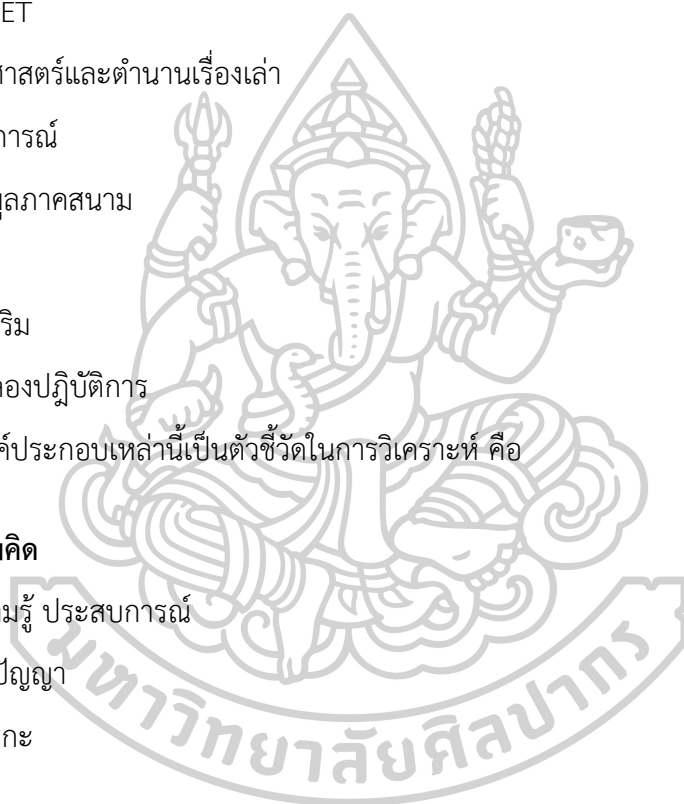 ET
ศาสตร์และตำนานเรื่องเล่า
การณ์
มูลภาคสนาม
ริม
ลองปฏิบัติการ
ค์ประกอบเหล่านี้เป็นตัวชี้วัดในการวิเคราะห์ คือ
มคิด
ามรู้ ประสบการณ์
ปัญญา
กะ
มหาวิทยาลัยศิลปากร